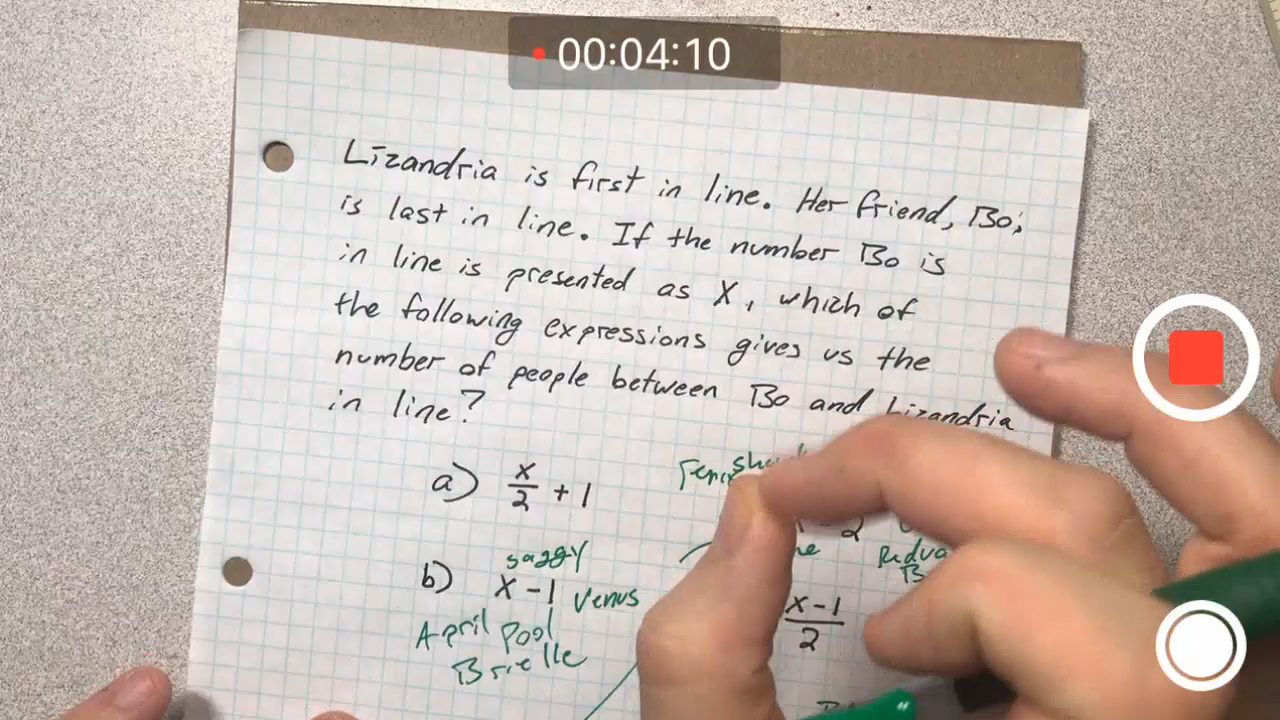 00:04:10
Lizandria is first in line. Her friend, Bo,
is last in line. If the number Bo is
in line is presented as X, which of
the following expressions gives us the
number of people between Bo and Lizandria
in line?
a) x/2 + 1
saggy
b) x - 1 Venus
April Pool
Brielle
2
x-1/2